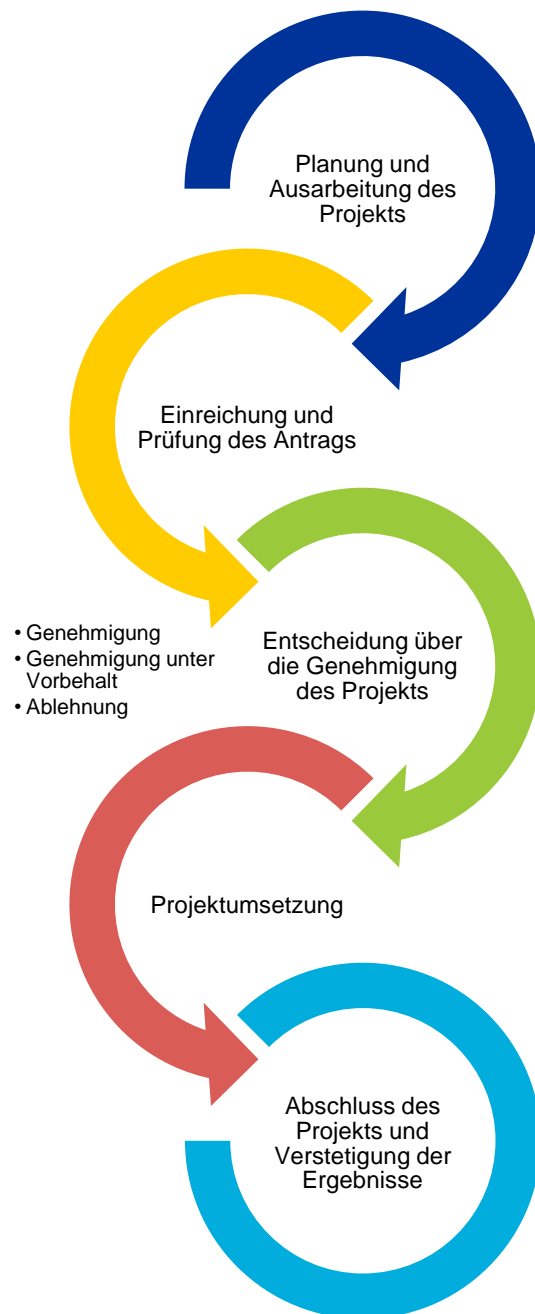 Planung und
Ausarbeitung des
Projekts
Einreichung und
Prüfung des Antrags
• Genehmigung
• Genehmigung unter
Vorbehalt
• Ablehnung
Entscheidung über
die Genehmigung
des Projekts
Projektumsetzung
Abschluss des
Projekts und
Verstetigung der
Ergebnisse